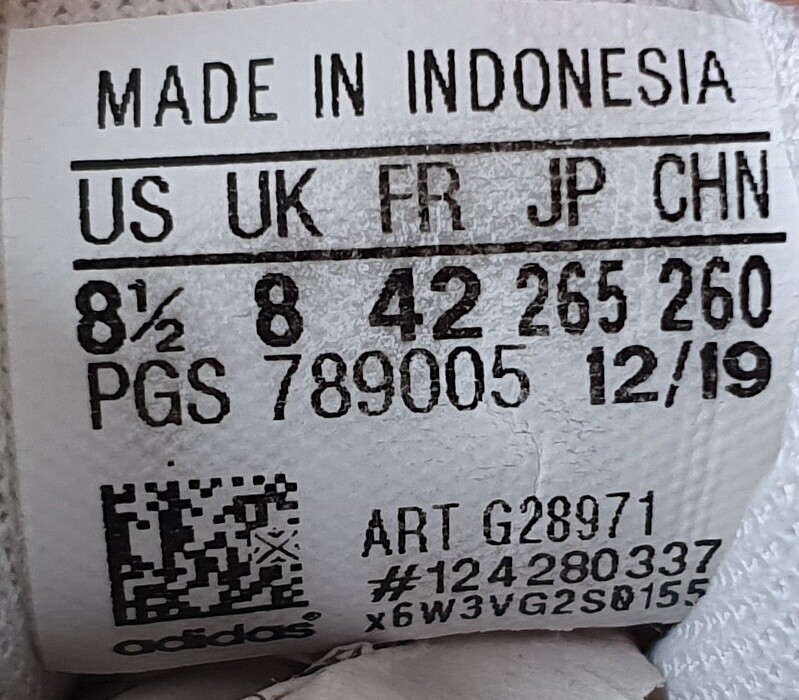 MADE IN INDONESIA
US UK FR JP CHN
8½ 8 42 265 260
PGS 789005 12/19
ART G28971
#124280337
x6W3VG2S0155
adidas®